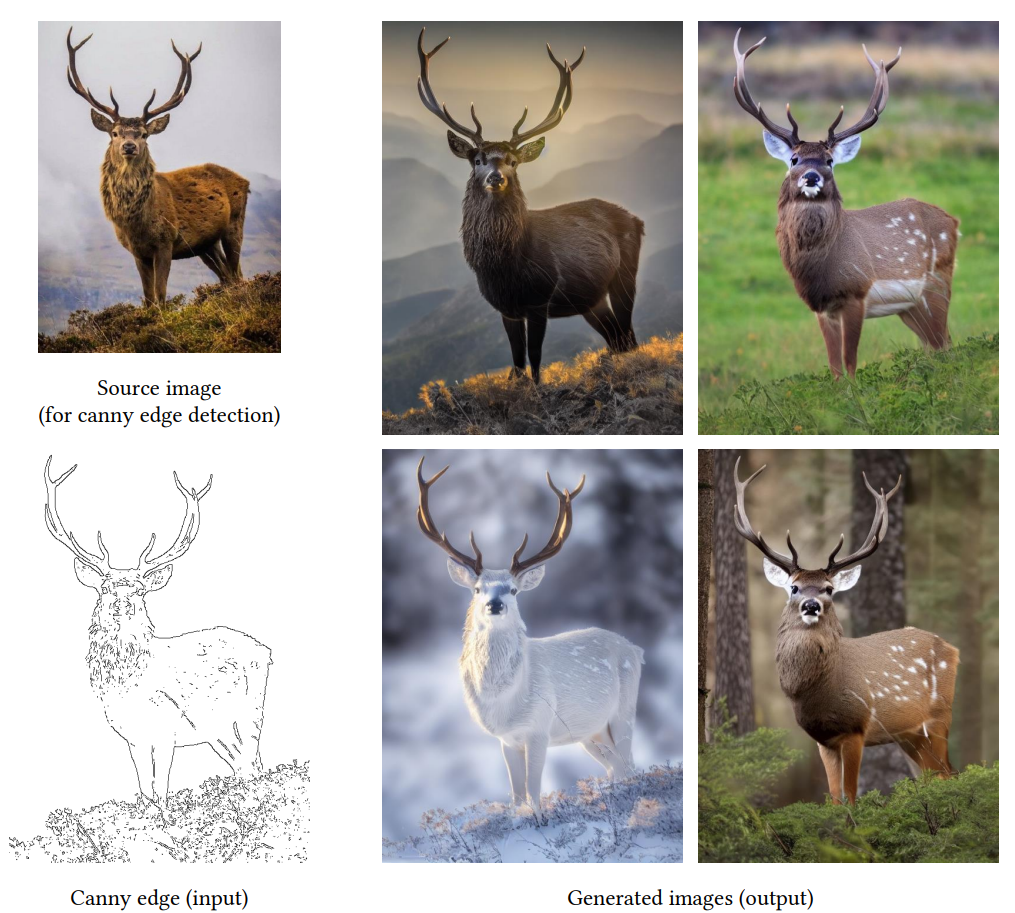 Source image
(for canny edge detection)
Canny edge (input)
Generated images (output)